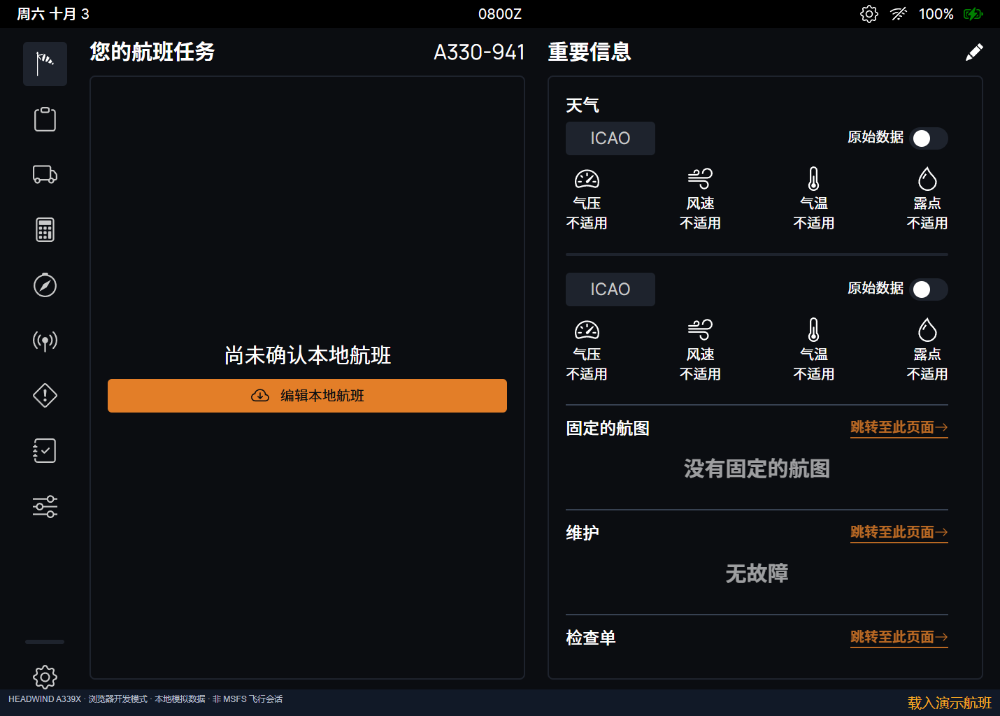 周六 十月 3
0800Z
100%
您的航班任务
A330-941
重要信息
天气
ICAO
原始数据
气压
风速
气温
露点
不适用
不适用
不适用
不适用
ICAO
原始数据
气压
风速
气温
露点
不适用
不适用
不适用
不适用
尚未确认本地航班
编辑本地航班
固定的航图
跳转至此页面→
没有固定的航图
维护
跳转至此页面→
无故障
检查单
跳转至此页面→
HEADWIND A339X · 浏览器开发模式 · 本地模拟数据 · 非 MSFS 飞行会话
载入演示航班